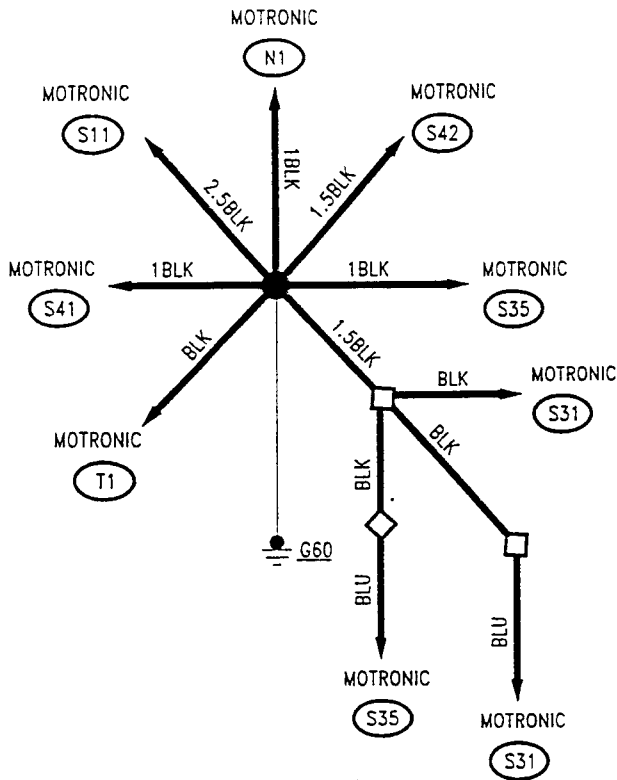 MOTRONIC
N1
MOTRONIC
S11
MOTRONIC
S42
2.5BLK
1BLK
1.5BLK
MOTRONIC
S41
1BLK
1BLK
MOTRONIC
S35
BLK
1.5BLK
MOTRONIC
T1
BLK
MOTRONIC
S31
BLK
BLK
G60
BLU
BLU
MOTRONIC
S35
MOTRONIC
S31